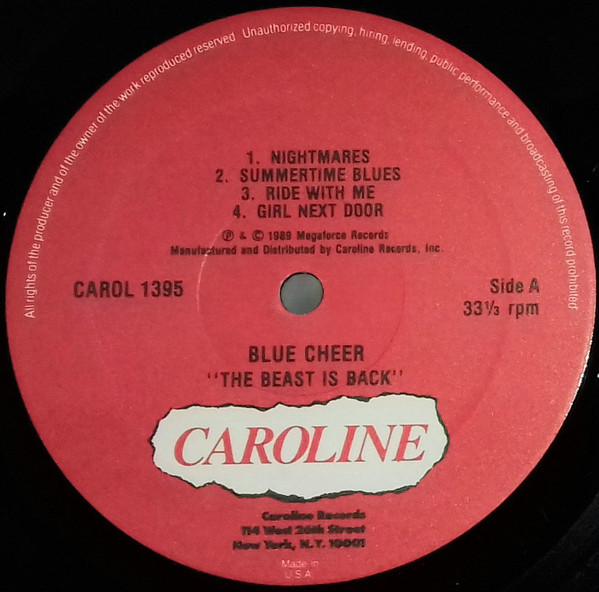 All rights of the producer and of the owner of the work reproduced reserved Unauthorized copying, hiring, lending, public performance and broadcasting of this record prohibited
1. NIGHTMARES
2. SUMMERTIME BLUES
3. RIDE WITH ME
4. GIRL NEXT DOOR
℗ & © 1989 Megaforce Records
Manufactured and Distributed by Caroline Records, Inc.
CAROL 1395
Side A
33⅓ rpm
BLUE CHEER
"THE BEAST IS BACK"
CAROLINE
Caroline Records
114 West 26th Street
New York, N.Y. 10001
Made in
U.S.A.